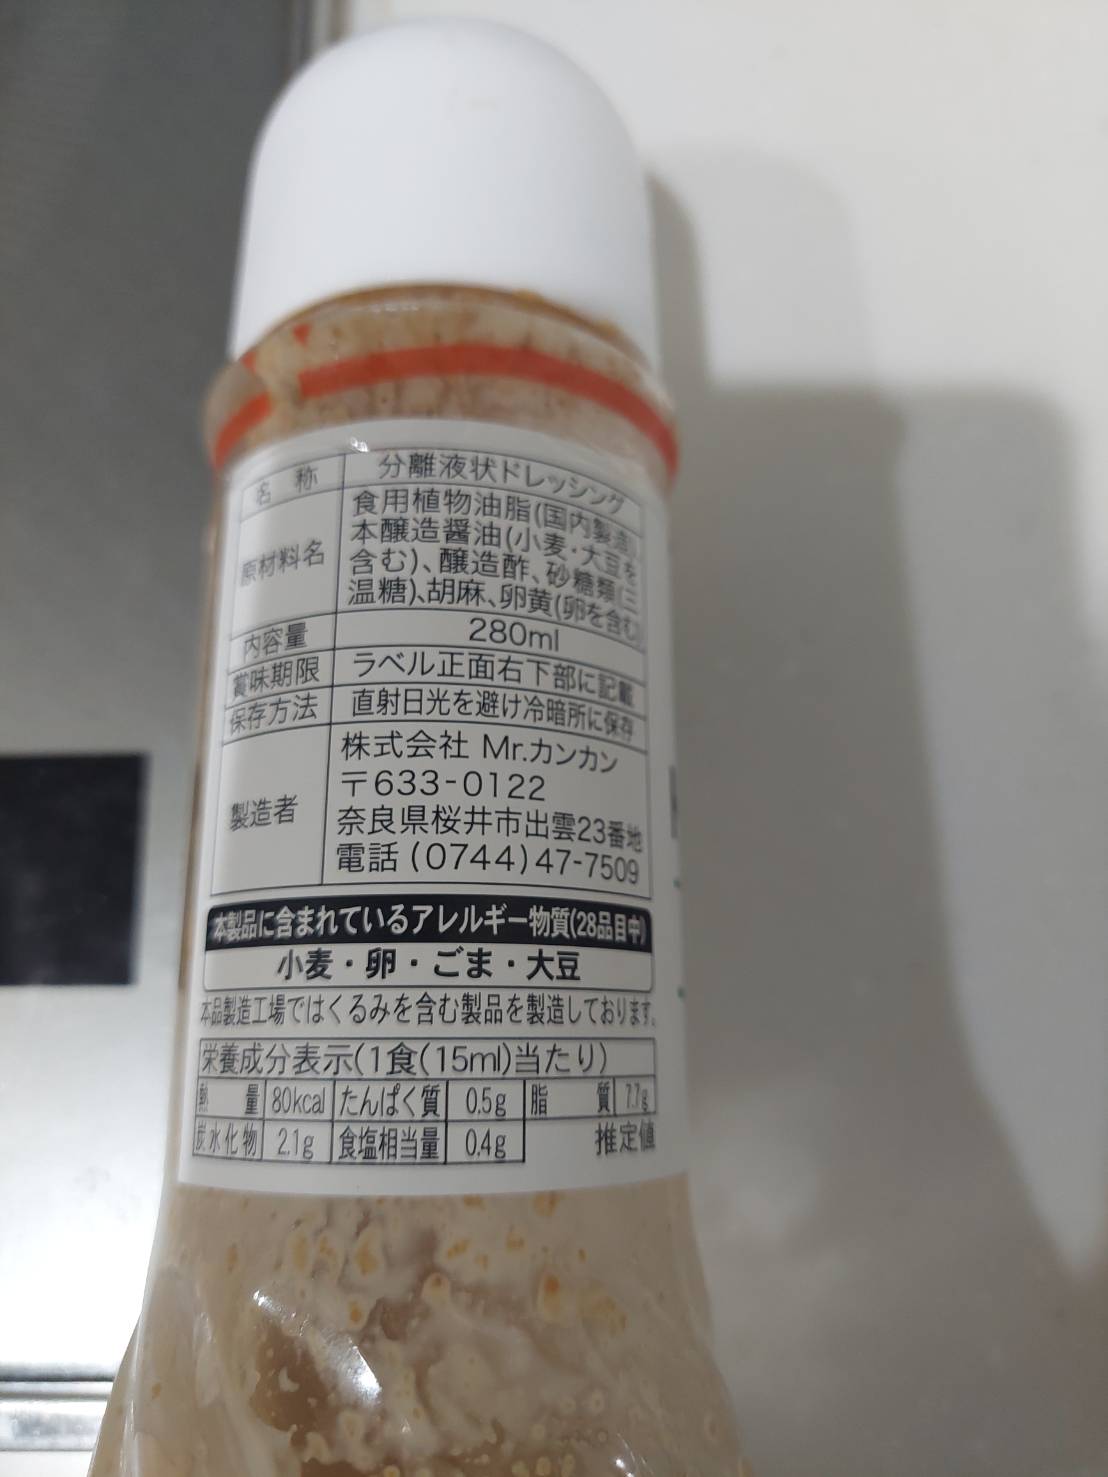 名 称 分離液状ドレッシング
原材料名 食用植物油脂(国内製造)、
本醸造醤油(小麦・大豆を
含む)、醸造酢、砂糖類(三
温糖)、胡麻、卵黄(卵を含む)
内容量 280ml
賞味期限 ラベル正面右下部に記載
保存方法 直射日光を避け冷暗所に保存
製造者 株式会社 Mr.カンカン
〒633-0122
奈良県桜井市出雲23番地
電話(0744)47-7509
本製品に含まれているアレルギー物質(28品目中)
小麦・卵・ごま・大豆
本品製造工場ではくるみを含む製品を製造しております。
栄養成分表示(1食(15ml)当たり)
熱 量 80kcal たんぱく質 0.5g 脂 質 7.7g
炭水化物 2.1g 食塩相当量 0.4g 推定値